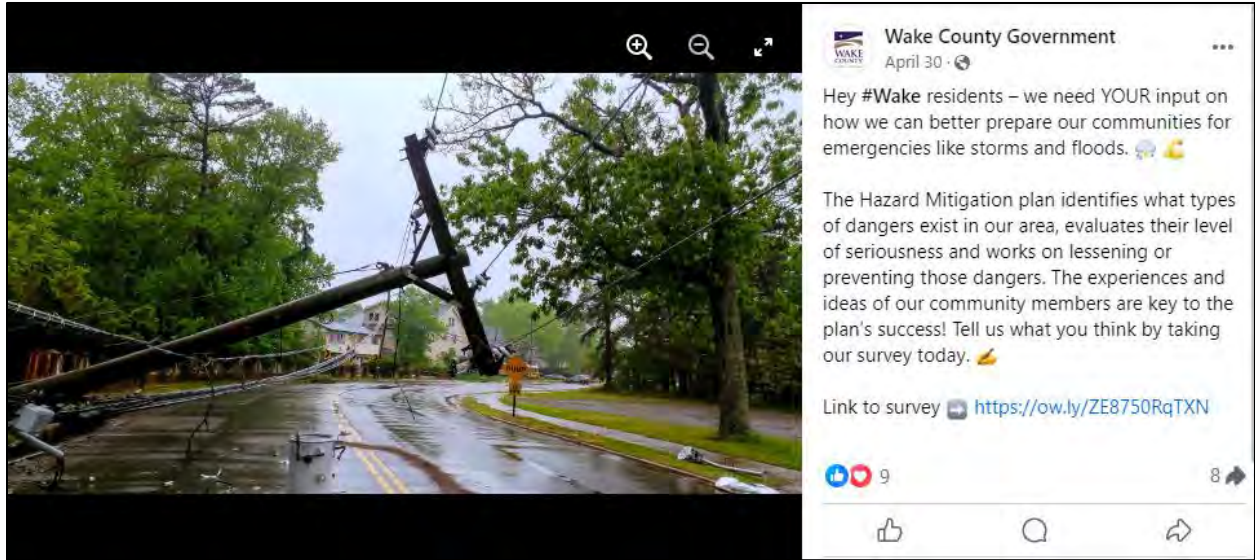 WAKE
COUNTY
Wake County Government
April 30 ·
Hey #Wake residents – we need YOUR input on
how we can better prepare our communities for
emergencies like storms and floods. 🌧️ 💪
The Hazard Mitigation plan identifies what types
of dangers exist in our area, evaluates their level
of seriousness and works on lessening or
preventing those dangers. The experiences and
ideas of our community members are key to the
plan's success! Tell us what you think by taking
our survey today. ✍️
Link to survey ➡️ https://ow.ly/ZE8750RqTXN
9
8